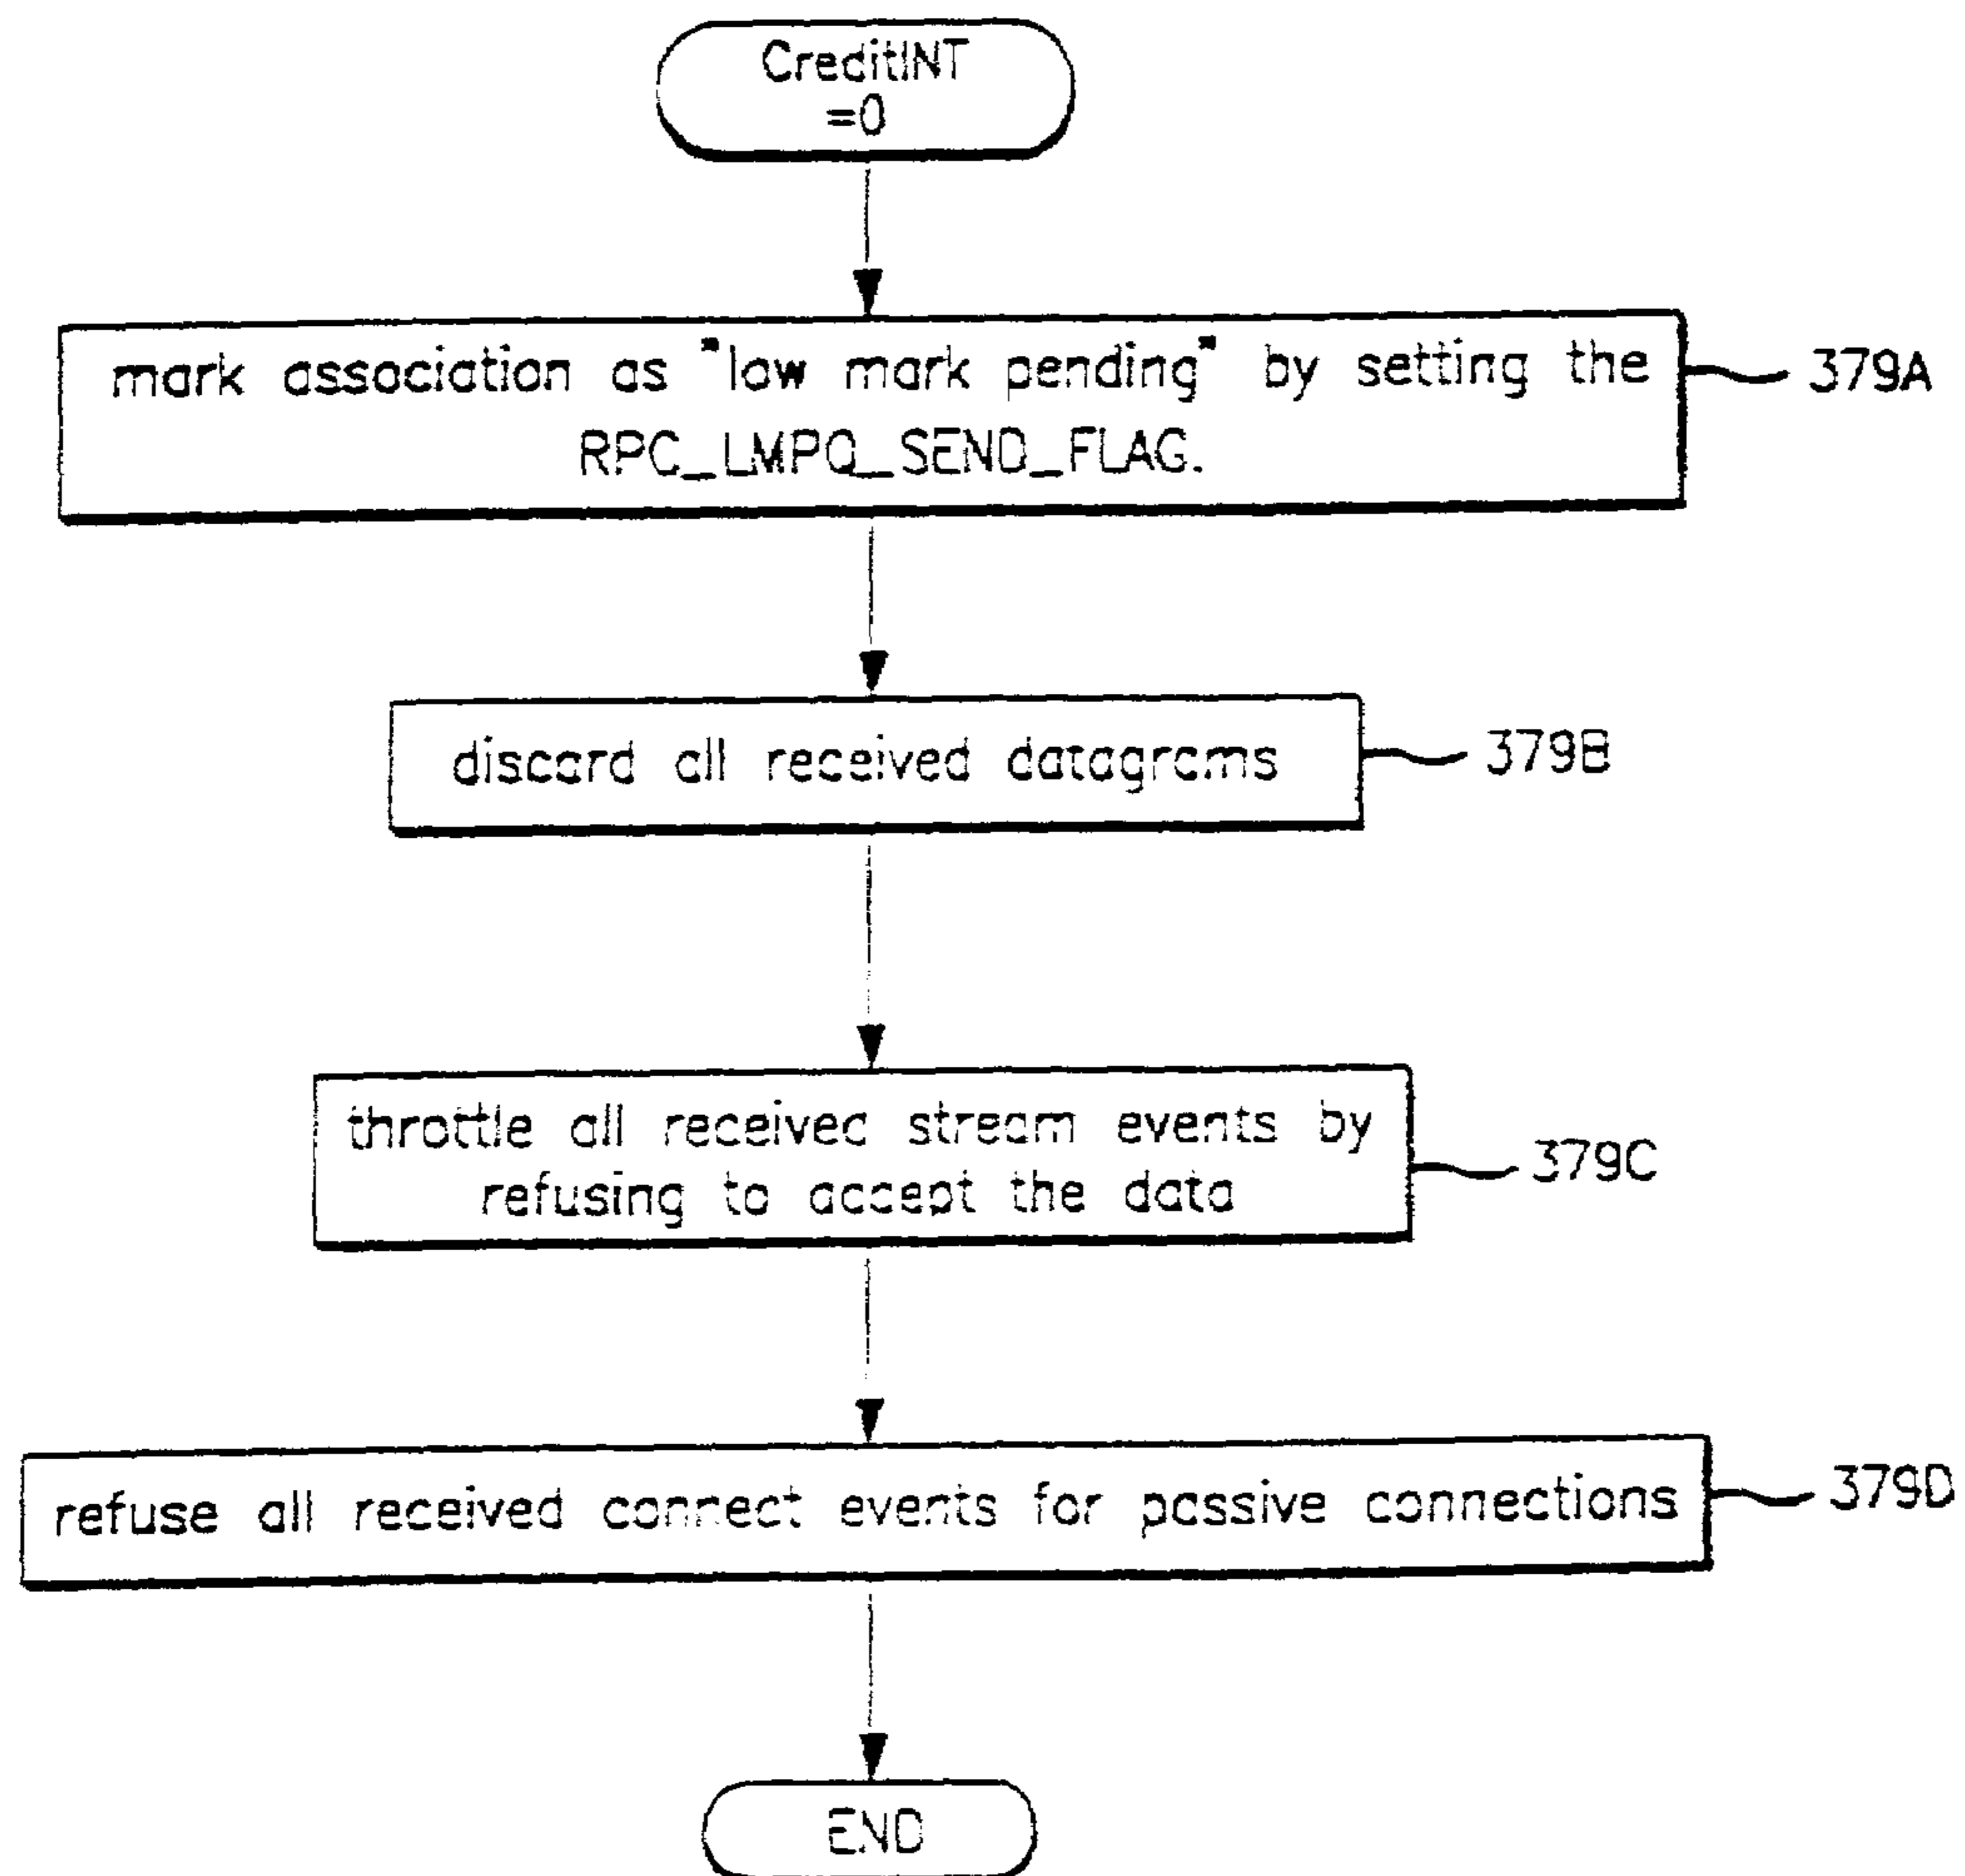 CreditINT
=0
mark association as "low mark pending" by setting the
RPC_LMPQ_SEND_FLAG.
379A
discard all received datagrams
379B
throttle all received stream events by
refusing to accept the data
379C
refuse all received connect events for passive connections
379D
END